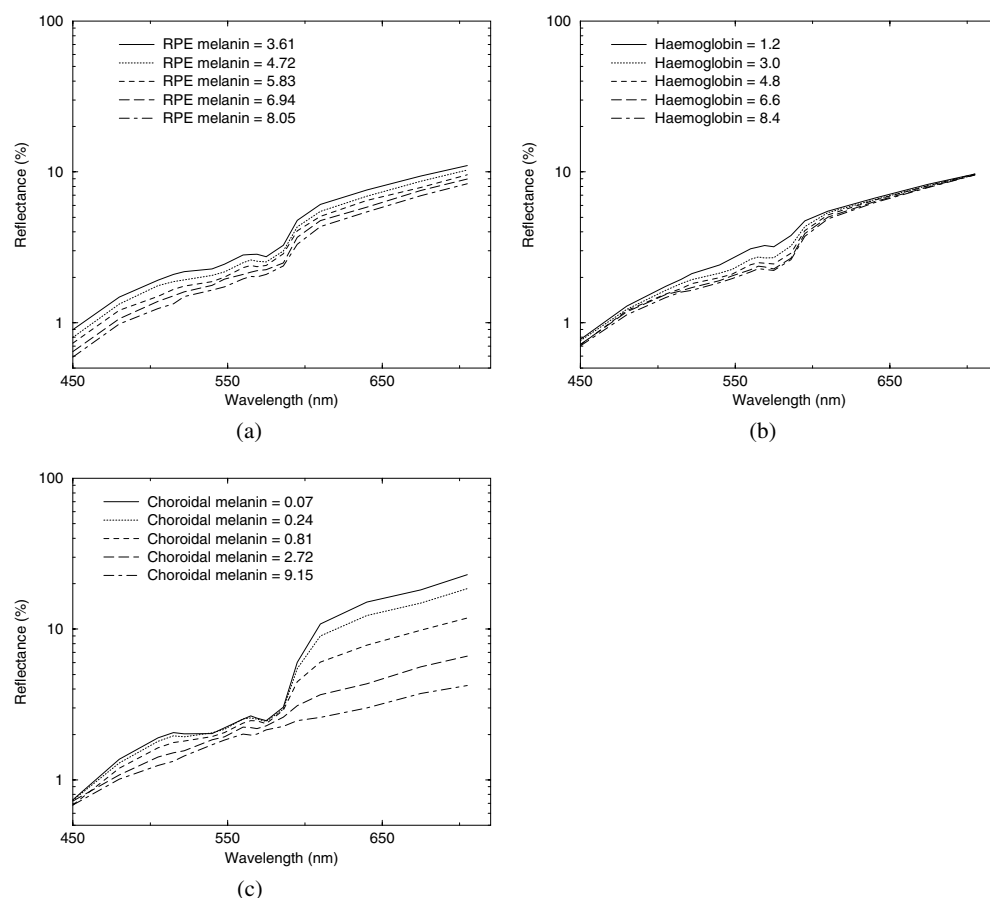 100
10
1
450
550
650
Reflectance (%)
Wavelength (nm)
RPE melanin = 3.61
RPE melanin = 4.72
RPE melanin = 5.83
RPE melanin = 6.94
RPE melanin = 8.05
(a)
100
10
1
450
550
650
Reflectance (%)
Wavelength (nm)
Haemoglobin = 1.2
Haemoglobin = 3.0
Haemoglobin = 4.8
Haemoglobin = 6.6
Haemoglobin = 8.4
(b)
100
10
1
450
550
650
Reflectance (%)
Wavelength (nm)
Choroidal melanin = 0.07
Choroidal melanin = 0.24
Choroidal melanin = 0.81
Choroidal melanin = 2.72
Choroidal melanin = 9.15
(c)